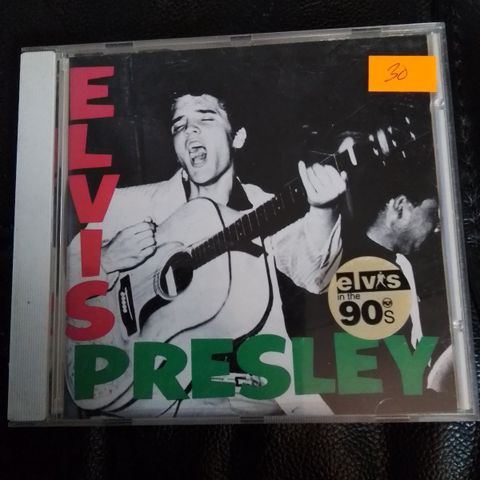 30
ELVIS
PRESLEY
elvis
in the
90s